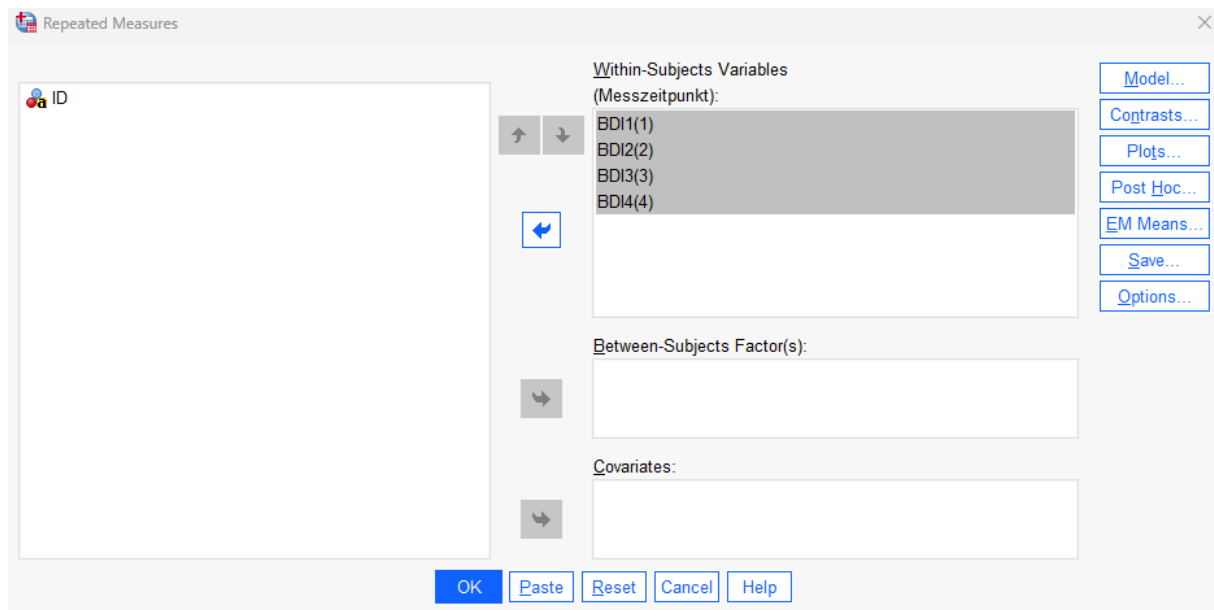 Repeated Measures
ID
Within-Subjects Variables
(Messzeitpunkt):
BDI1(1)
BDI2(2)
BDI3(3)
BDI4(4)
Between-Subjects Factor(s):
Covariates:
Model...
Contrasts...
Plots...
Post Hoc...
EM Means...
Save...
Options...
OK
Paste
Reset
Cancel
Help